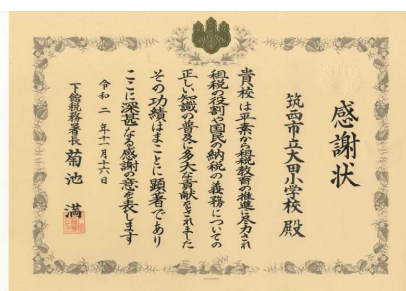 感謝状
筑西市立大田小学校 殿
貴校は平素から租税教育の推進に尽力され
租税の役割や国民の納税の義務についての
正しい知識の普及に多大な貢献をされました
その功績はまことに顕著であり
ここに深甚なる感謝の意を表します
令和二年十一月十六日
下館税務署長 菊池 満